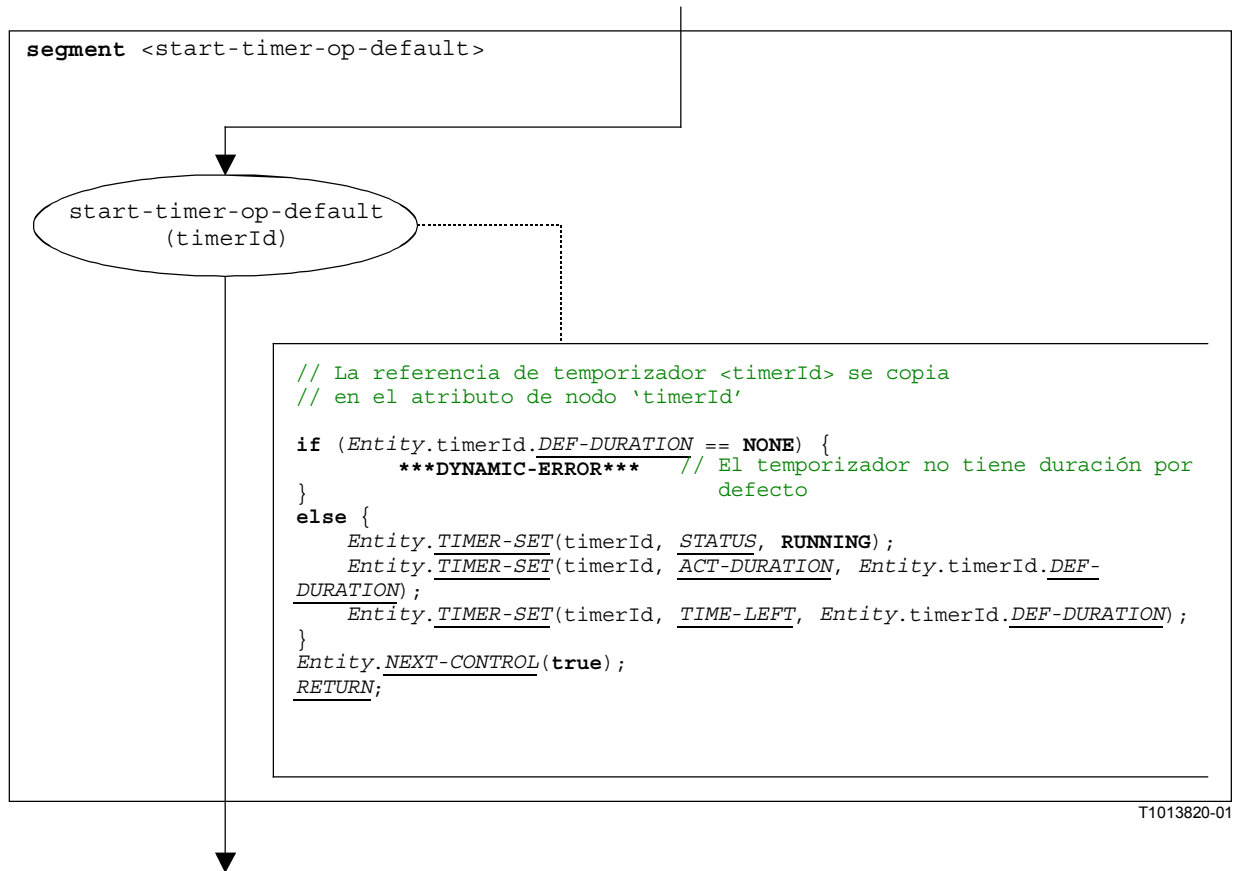 segment <start-timer-op-default>
start-timer-op-default
(timerId)
// La referencia de temporizador <timerId> se copia
// en el atributo de nodo ‘timerId’
if (Entity.timerId.DEF-DURATION == NONE) {
***DYNAMIC-ERROR*** // El temporizador no tiene duración por
} defecto
else {
Entity.TIMER-SET(timerId, STATUS, RUNNING);
Entity.TIMER-SET(timerId, ACT-DURATION, Entity.timerId.DEF-
DURATION);
Entity.TIMER-SET(timerId, TIME-LEFT, Entity.timerId.DEF-DURATION);
}
Entity.NEXT-CONTROL(true);
RETURN;
T1013820-01